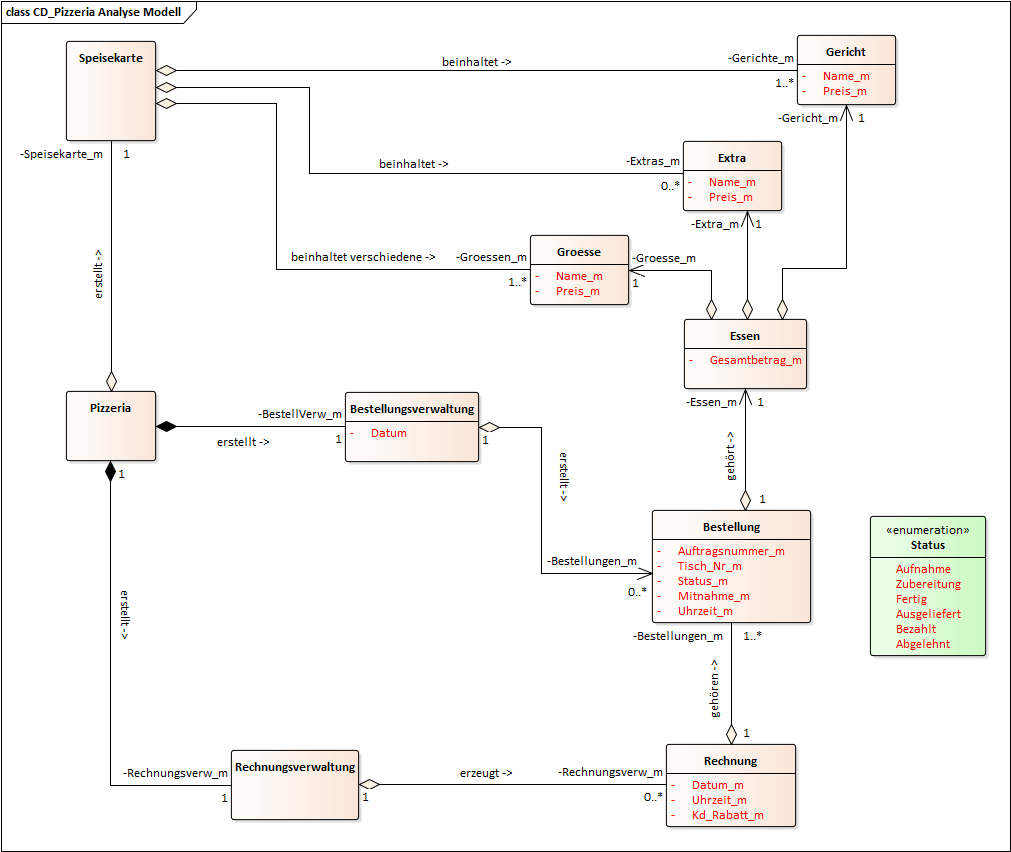 class CD_Pizzeria Analyse Modell
Speisekarte
beinhaltet ->
-Gerichte_m
1..*
Gericht
- Name_m
- Preis_m
-Gericht_m
1
-Speisekarte_m
1
beinhaltet ->
-Extras_m
0..*
Extra
- Name_m
- Preis_m
-Extra_m
1
erstellt ->
beinhaltet verschiedene ->
-Groessen_m
1..*
Groesse
- Name_m
- Preis_m
-Groesse_m
1
Essen
- Gesamtbetrag_m
-Essen_m
1
Pizzeria
erstellt ->
-BestellVerw_m
1
Bestellungsverwaltung
- Datum
1
1
erstellt ->
gehört ->
1
-Bestellungen_m
0..*
Bestellung
- Auftragsnummer_m
- Tisch_Nr_m
- Status_m
- Mitnahme_m
- Uhrzeit_m
«enumeration»
Status
Aufnahme
Zubereitung
Fertig
Ausgeliefert
Bezahlt
Abgelehnt
erstellt ->
-Bestellungen_m
1..*
gehören ->
1
-Rechnungsverw_m
1
Rechnungsverwaltung
1
erzeugt ->
-Rechnungsverw_m
0..*
Rechnung
- Datum_m
- Uhrzeit_m
- Kd_Rabatt_m